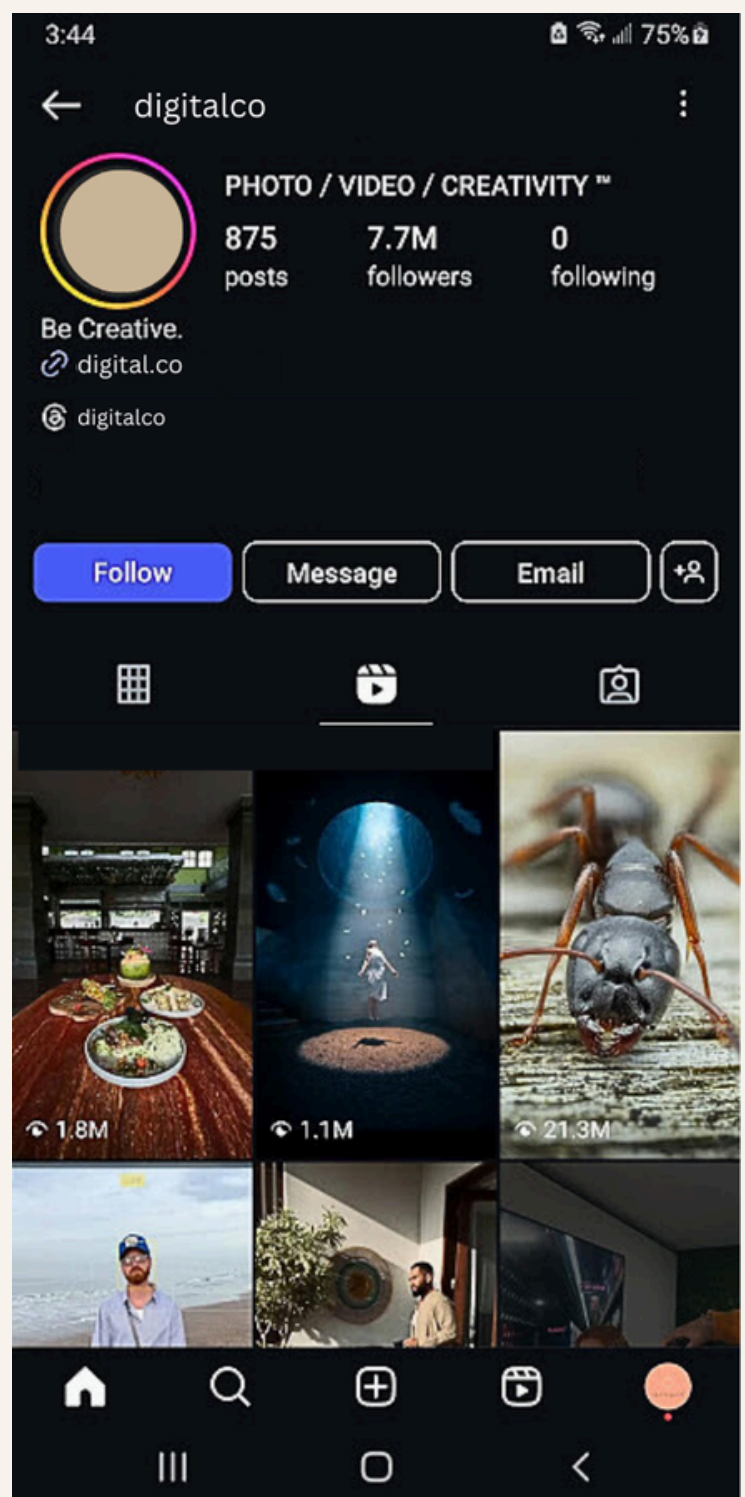 3:44 75%
digitalco
PHOTO / VIDEO / CREATIVITY ™
875 7.7M 0
posts followers following
Be Creative.
digital.co
digitalco
Follow Message Email
1.8M 1.1M 21.3M